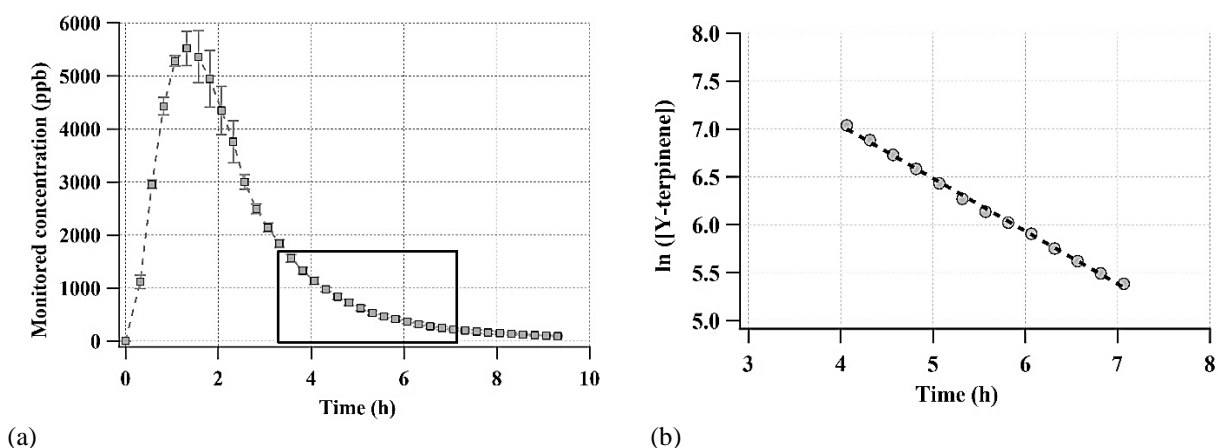 6000
5000
4000
3000
2000
1000
0
Monitored concentration (ppb)
0 2 4 6 8 10
Time (h)
(a)
8.0
7.5
7.0
6.5
6.0
5.5
5.0
ln ([Y-terpinene])
3 4 5 6 7 8
Time (h)
(b)